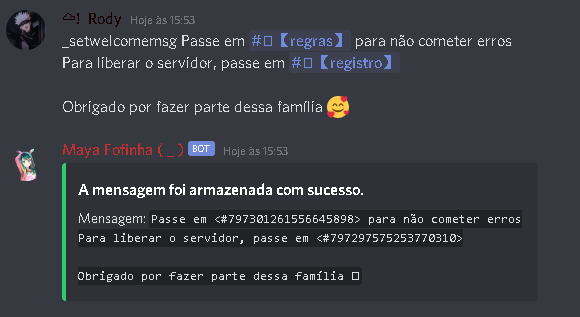 ! Rody Hoje às 15:53
_setwelcomemsg Passe em #▯【regras】 para não cometer erros
Para liberar o servidor, passe em #▯【registro】
Obrigado por fazer parte dessa família 🥰
Maya Fofinha ( _ ) BOT Hoje às 15:53
A mensagem foi armazenada com sucesso.
Mensagem: Passe em <#797301261556645898> para não cometer erros
Para liberar o servidor, passe em <#797297575253770310>
Obrigado por fazer parte dessa família ▯